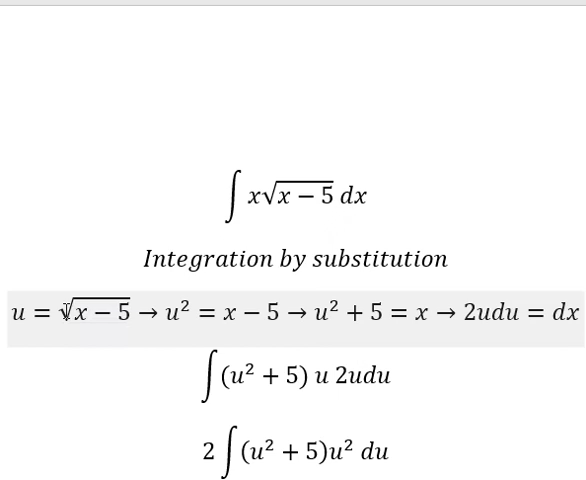 ∫ x√(x − 5) dx
Integration by substitution
u = √(x − 5) → u² = x − 5 → u² + 5 = x → 2udu = dx
∫ (u² + 5) u 2udu
2 ∫ (u² + 5)u² du